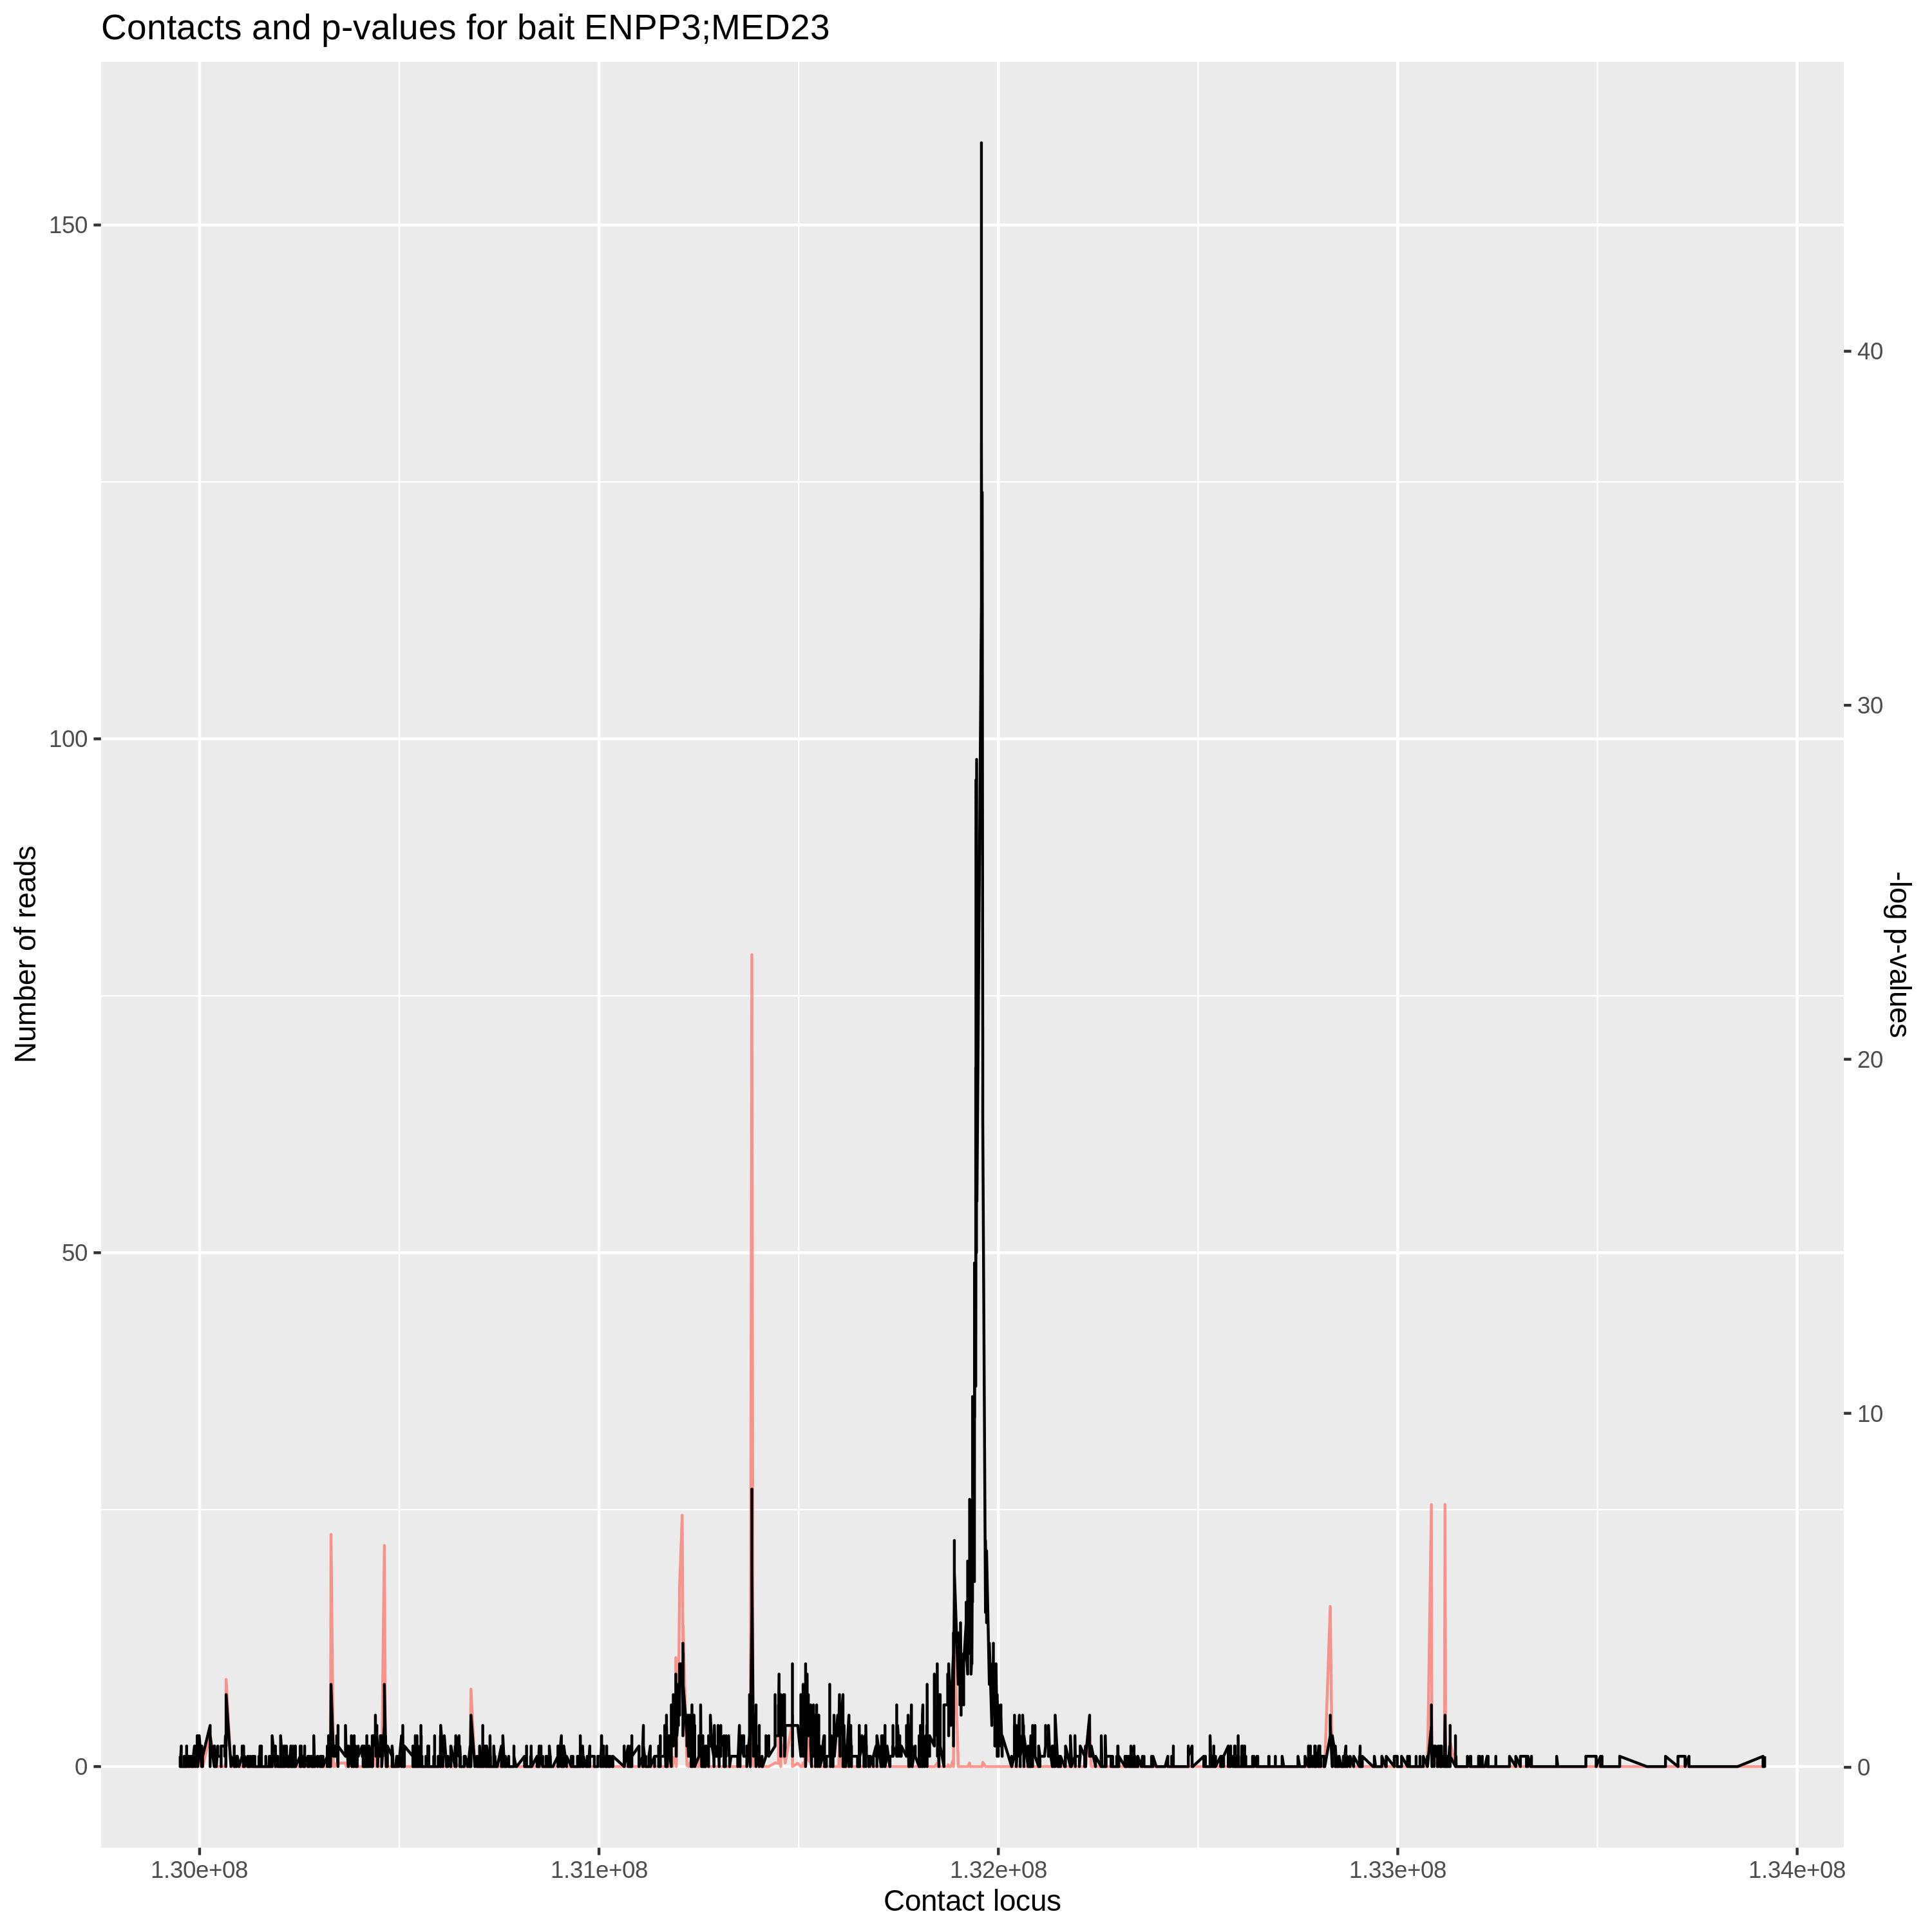 Contacts and p-values for bait ENPP3;MED23
150
100
50
0
Number of reads
40
30
20
10
0
-log p-values
1.30e+08 1.31e+08 1.32e+08 1.33e+08 1.34e+08
Contact locus